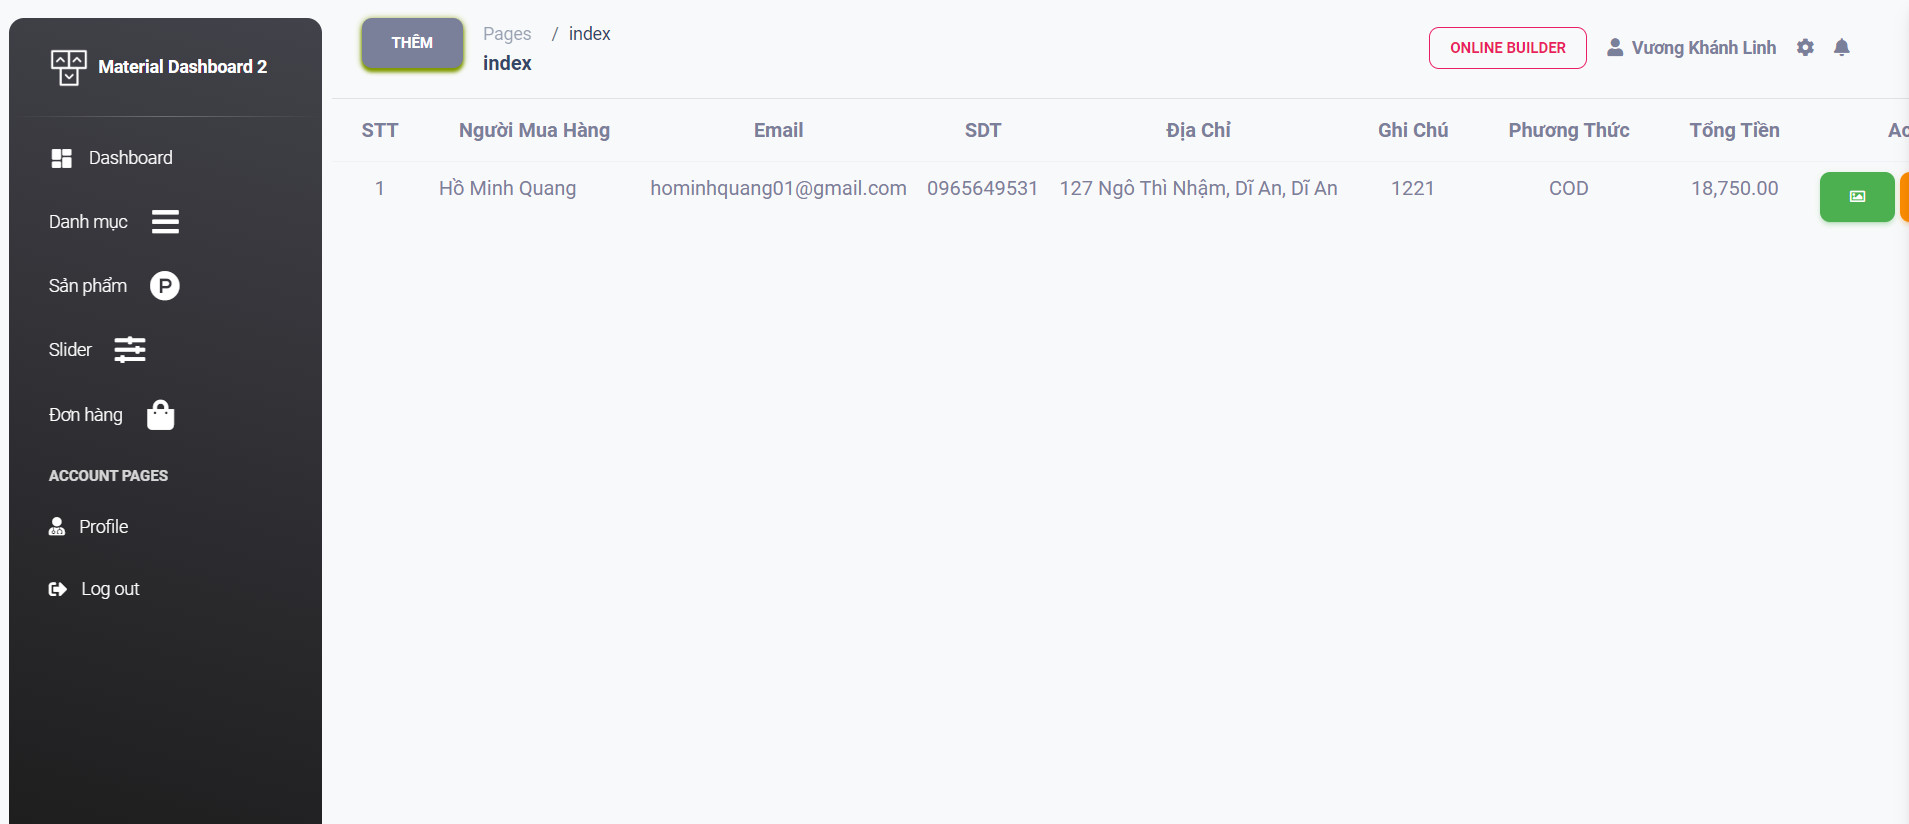 Material Dashboard 2
Dashboard
Danh mục
Sản phẩm
P
Slider
Đơn hàng
ACCOUNT PAGES
Profile
Log out
THÊM
Pages / index
index
ONLINE BUILDER
Vương Khánh Linh
STT Người Mua Hàng Email SDT Địa Chỉ Ghi Chú Phương Thức Tổng Tiền
1 Hồ Minh Quang hominhquang01@gmail.com 0965649531 127 Ngô Thì Nhậm, Dĩ An, Dĩ An 1221 COD 18,750.00